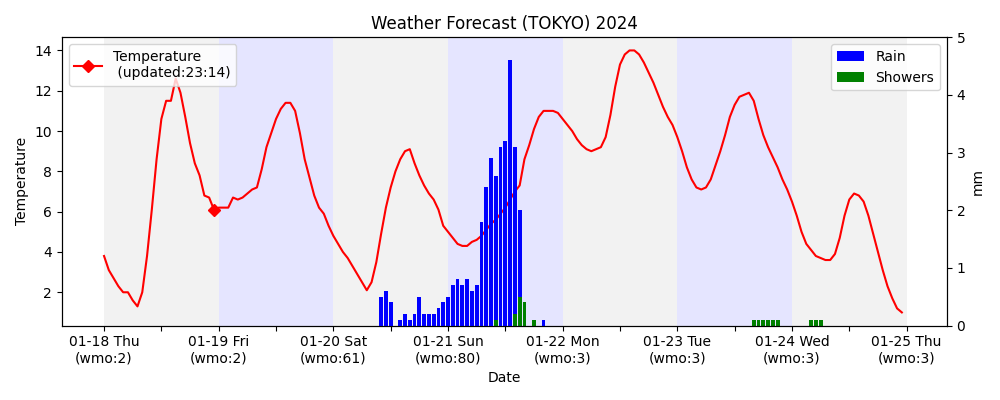 Weather Forecast (TOKYO) 2024
Temperature
(updated:23:14)
Rain
Showers
Temperature
14
12
10
8
6
4
2
5
4
3
2
1
0
mm
01-18 Thu
(wmo:2)
01-19 Fri
(wmo:2)
01-20 Sat
(wmo:61)
01-21 Sun
(wmo:80)
01-22 Mon
(wmo:3)
01-23 Tue
(wmo:3)
01-24 Wed
(wmo:3)
01-25 Thu
(wmo:3)
Date